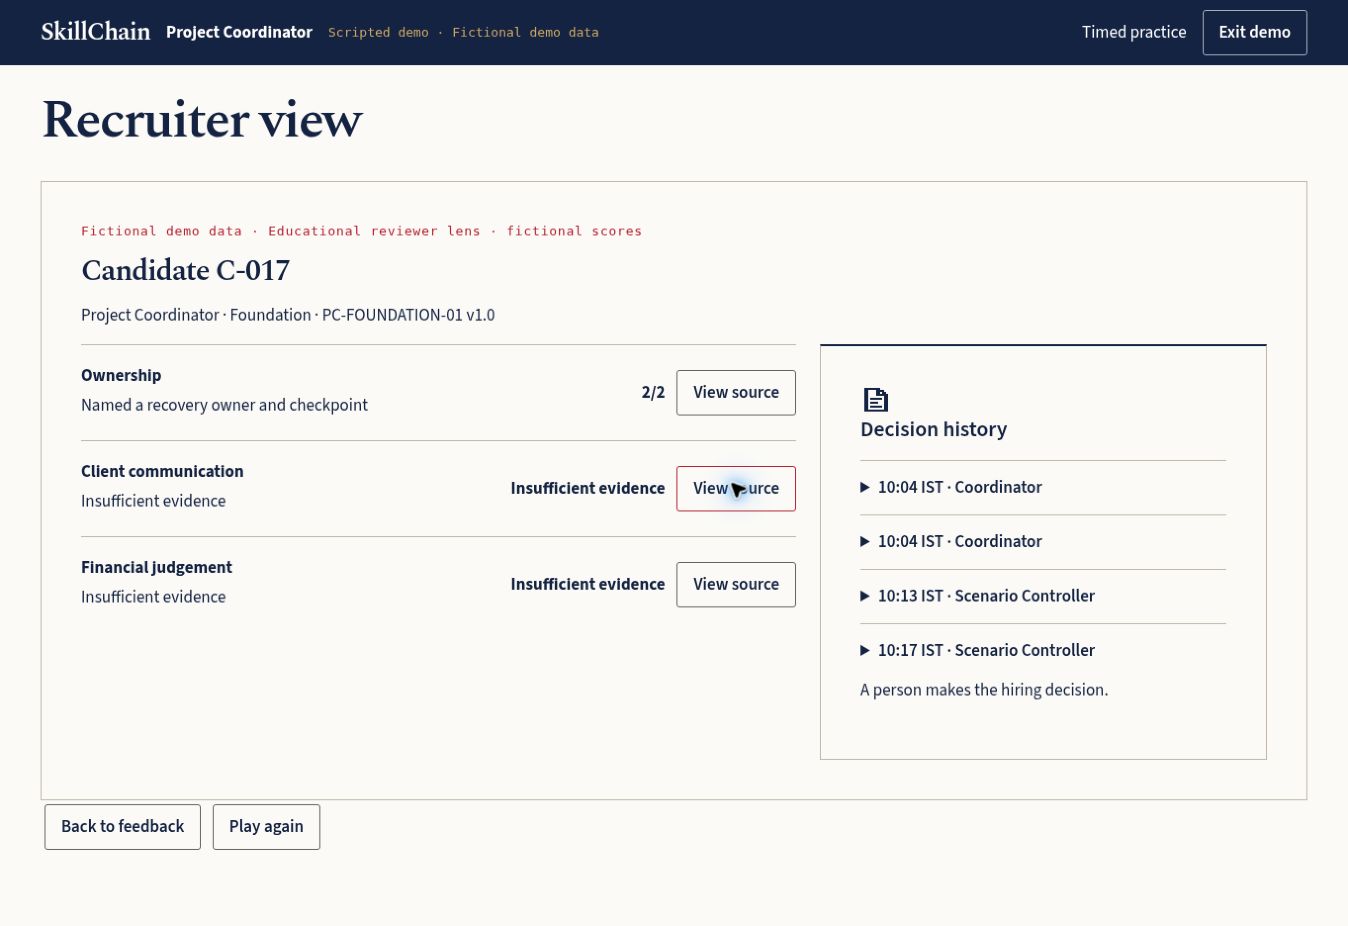 SkillChain Project Coordinator Scripted demo · Fictional demo data Timed practice Exit demo
Recruiter view
Fictional demo data · Educational reviewer lens · fictional scores
Candidate C-017
Project Coordinator · Foundation · PC-FOUNDATION-01 v1.0
Ownership
Named a recovery owner and checkpoint
2/2 View source
Client communication
Insufficient evidence
Insufficient evidence View source
Financial judgement
Insufficient evidence
Insufficient evidence View source
Decision history
10:04 IST · Coordinator
10:04 IST · Coordinator
10:13 IST · Scenario Controller
10:17 IST · Scenario Controller
A person makes the hiring decision.
Back to feedback Play again